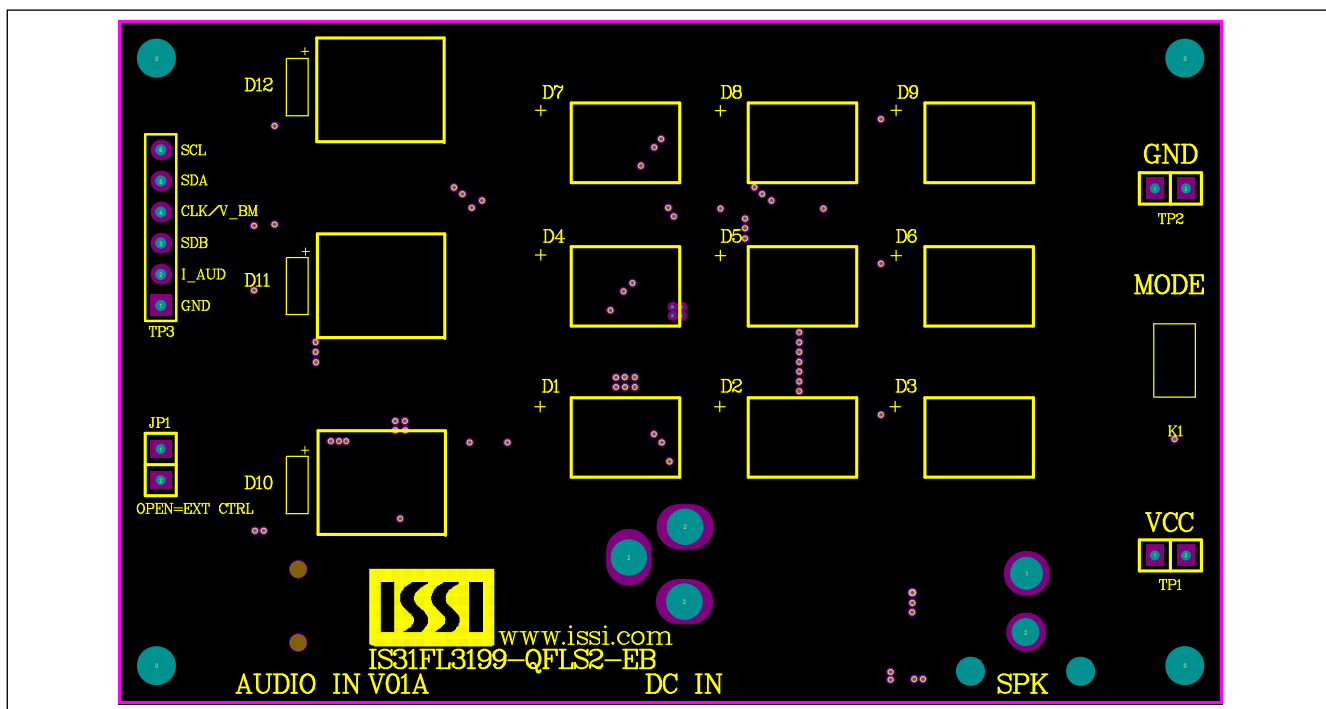 D12
D7
D8
D9
SCL
SDA
CLK/V_BM
SDB
I_AUD
GND
TP3
GND
TP2
D11
D4
D5
D6
MODE
JP1
D1
D2
D3
K1
D10
OPEN=EXT CTRL
VCC
TP1
ISSI
www.issi.com
IS31FL3199-QFLS2-EB
AUDIO IN V01A
DC IN
SPK